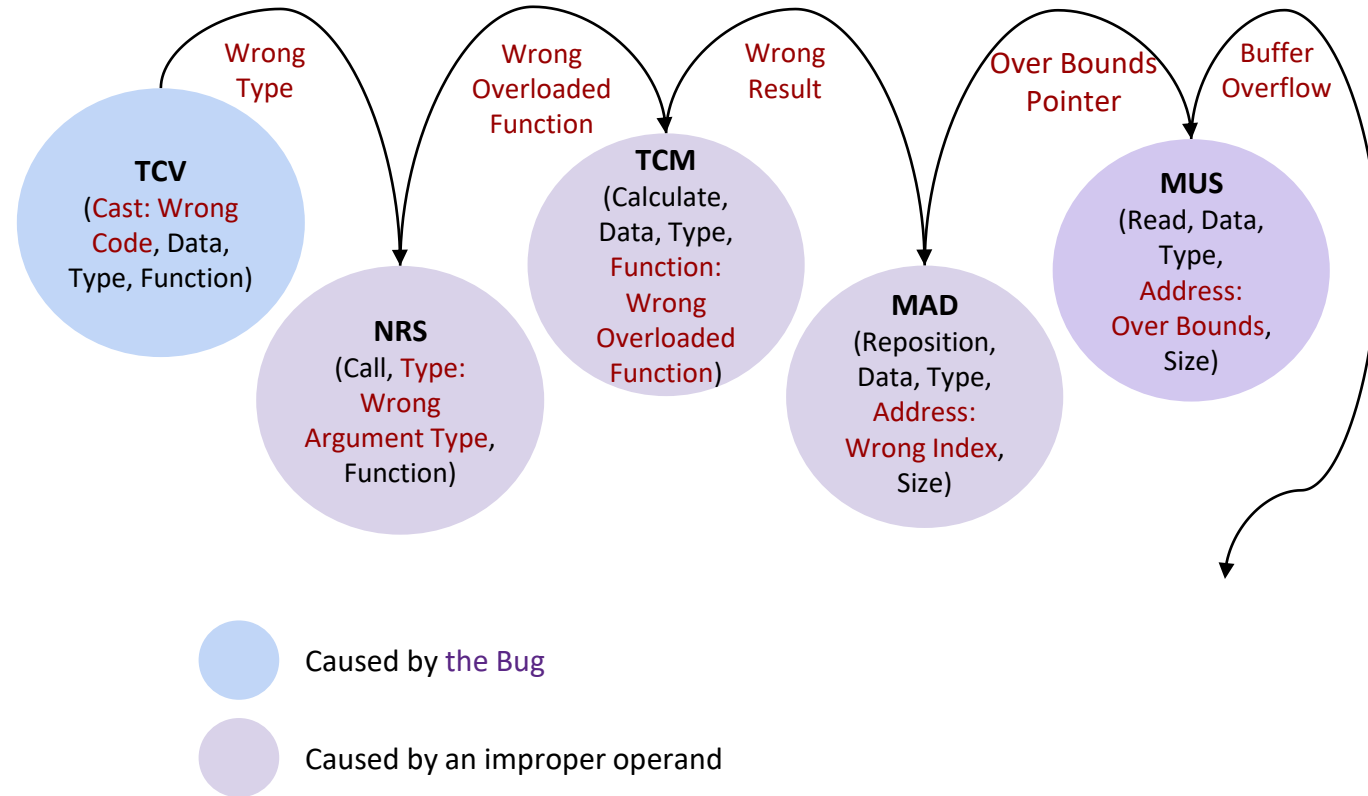 Wrong
Type
Wrong
Overloaded
Function
Wrong
Result
Over Bounds
Pointer
Buffer
Overflow
TCV
(Cast: Wrong
Code, Data,
Type, Function)
NRS
(Call, Type:
Wrong
Argument Type,
Function)
TCM
(Calculate,
Data, Type,
Function:
Wrong
Overloaded
Function)
MAD
(Reposition,
Data, Type,
Address:
Wrong Index,
Size)
MUS
(Read, Data,
Type,
Address:
Over Bounds,
Size)
Caused by the Bug
Caused by an improper operand